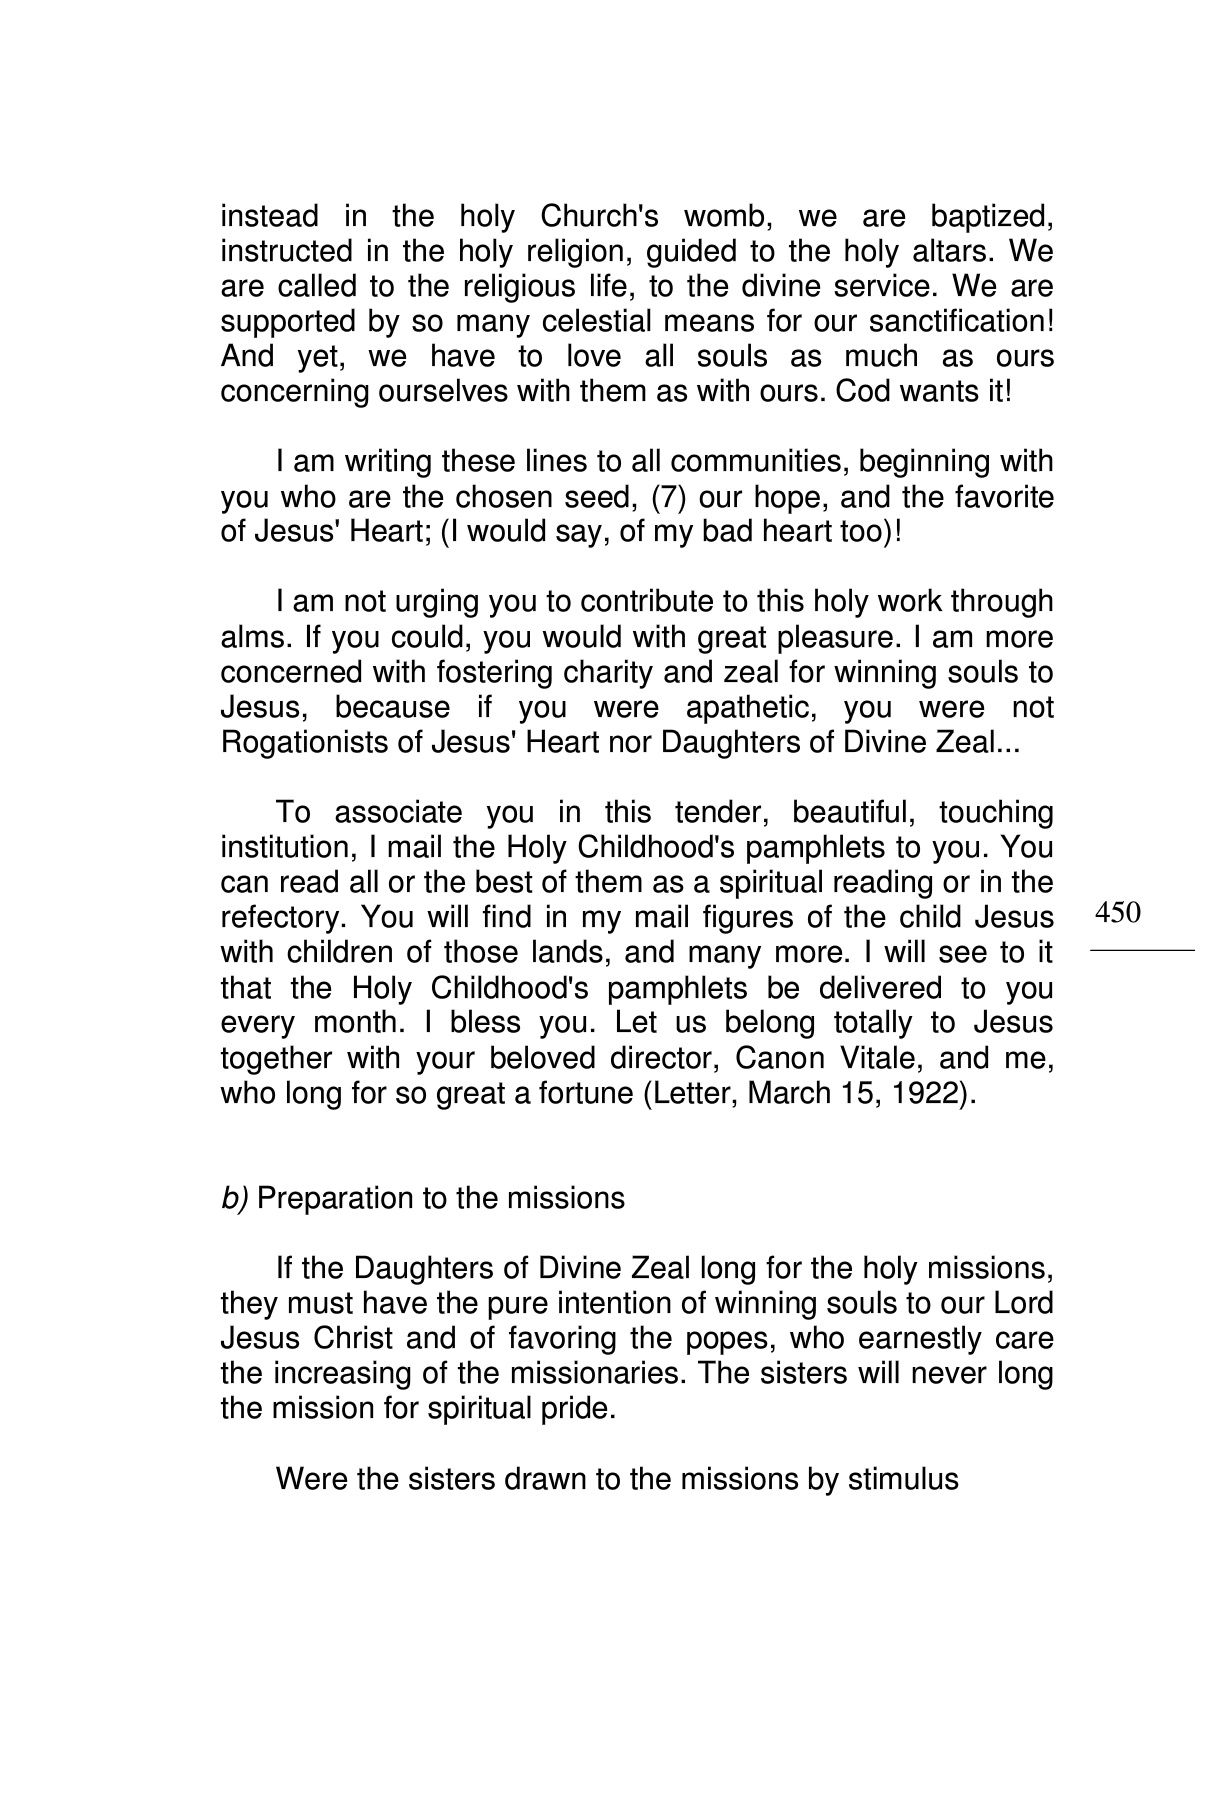 instead in the holy Church's womb, we are baptized,
instructed in the holy religion, guided to the holy altars. We
are called to the religious life, to the divine service. We are
supported by so many celestial means for our sanctification!
And yet, we have to love all souls as much as ours
concerning ourselves with them as with ours. Cod wants it!
I am writing these lines to all communities, beginning with
you who are the chosen seed, (7) our hope, and the favorite
of Jesus' Heart; (I would say, of my bad heart too)!
I am not urging you to contribute to this holy work through
alms. If you could, you would with great pleasure. I am more
concerned with fostering charity and zeal for winning souls to
Jesus, because if you were apathetic, you were not
Rogationists of Jesus' Heart nor Daughters of Divine Zeal...
To associate you in this tender, beautiful, touching
institution, I mail the Holy Childhood's pamphlets to you. You
can read all or the best of them as a spiritual reading or in the
refectory. You will find in my mail figures of the child Jesus
with children of those lands, and many more. I will see to it
that the Holy Childhood's pamphlets be delivered to you
every month. I bless you. Let us belong totally to Jesus
together with your beloved director, Canon Vitale, and me,
who long for so great a fortune (Letter, March 15, 1922).
450
b) Preparation to the missions
If the Daughters of Divine Zeal long for the holy missions,
they must have the pure intention of winning souls to our Lord
Jesus Christ and of favoring the popes, who earnestly care
the increasing of the missionaries. The sisters will never long
the mission for spiritual pride.
Were the sisters drawn to the missions by stimulus